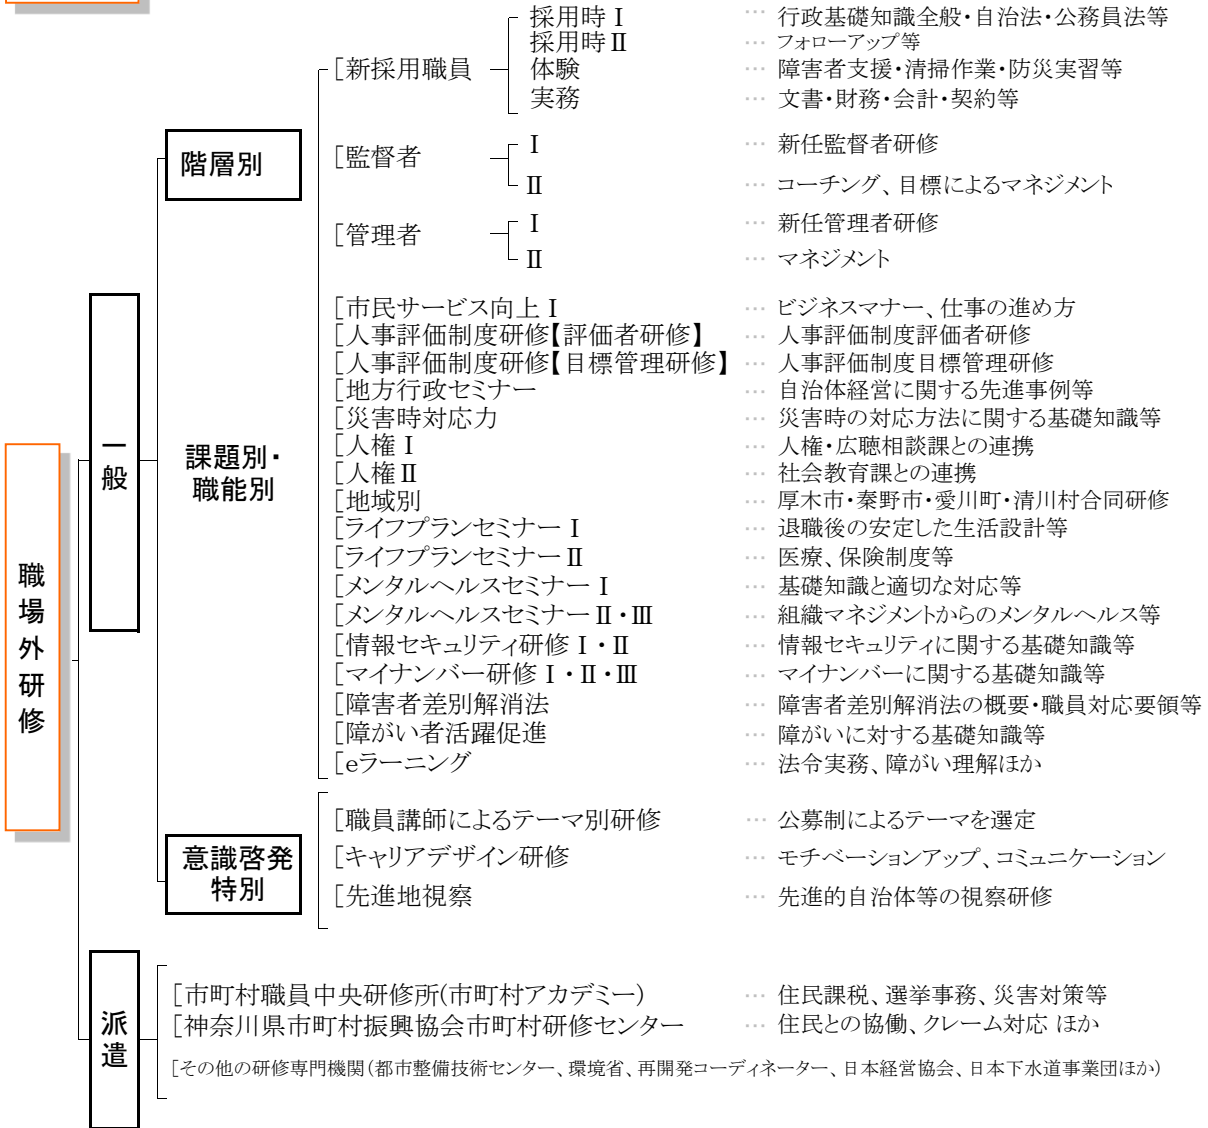 職場外研修
一般
階層別
[新採用職員
採用時Ⅰ … 行政基礎知識全般・自治法・公務員法等
採用時Ⅱ … フォローアップ等
体験 … 障害者支援・清掃作業・防災実習等
実務 … 文書・財務・会計・契約等
[監督者
Ⅰ … 新任監督者研修
Ⅱ … コーチング、目標によるマネジメント
[管理者
Ⅰ … 新任管理者研修
Ⅱ … マネジメント
課題別・
職能別
[市民サービス向上Ⅰ … ビジネスマナー、仕事の進め方
[人事評価制度研修【評価者研修】 … 人事評価制度評価者研修
[人事評価制度研修【目標管理研修】 … 人事評価制度目標管理研修
[地方行政セミナー … 自治体経営に関する先進事例等
[災害時対応力 … 災害時の対応方法に関する基礎知識等
[人権Ⅰ … 人権・広聴相談課との連携
[人権Ⅱ … 社会教育課との連携
[地域別 … 厚木市・秦野市・愛川町・清川村合同研修
[ライフプランセミナーⅠ … 退職後の安定した生活設計等
[ライフプランセミナーⅡ … 医療、保険制度等
[メンタルヘルスセミナーⅠ … 基礎知識と適切な対応等
[メンタルヘルスセミナーⅡ・Ⅲ … 組織マネジメントからのメンタルヘルス等
[情報セキュリティ研修Ⅰ・Ⅱ … 情報セキュリティに関する基礎知識等
[マイナンバー研修Ⅰ・Ⅱ・Ⅲ … マイナンバーに関する基礎知識等
[障害者差別解消法 … 障害者差別解消法の概要・職員対応要領等
[障がい者活躍促進 … 障がいに対する基礎知識等
[eラーニング … 法令実務、障がい理解ほか
意識啓発
特別
[職員講師によるテーマ別研修 … 公募制によるテーマを選定
[キャリアデザイン研修 … モチベーションアップ、コミュニケーション
[先進地視察 … 先進的自治体等の視察研修
派遣
[市町村職員中央研修所(市町村アカデミー) … 住民課税、選挙事務、災害対策等
[神奈川県市町村振興協会市町村研修センター … 住民との協働、クレーム対応 ほか
[その他の研修専門機関(都市整備技術センター、環境省、再開発コーディネーター、日本経営協会、日本下水道事業団ほか)